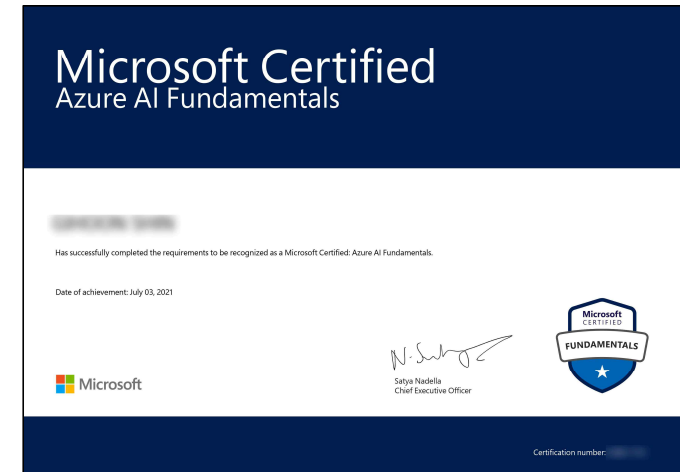 Microsoft Certified
Azure AI Fundamentals
Has successfully completed the requirements to be recognized as a Microsoft Certified: Azure AI Fundamentals.
Date of achievement: July 03, 2021
Microsoft
CERTIFIED
FUNDAMENTALS
Microsoft
Satya Nadella
Chief Executive Officer
Certification number: